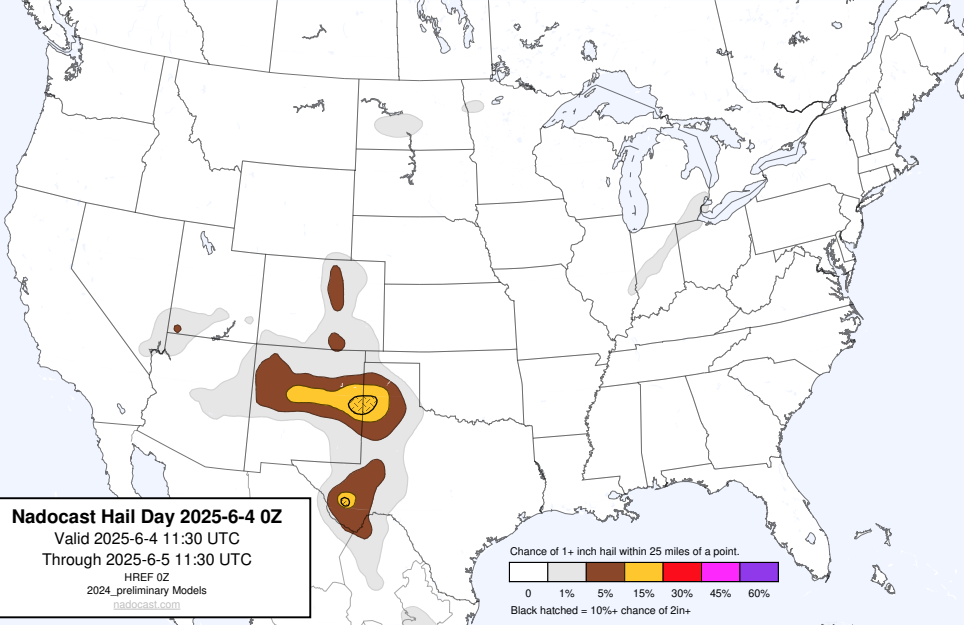 Nadocast Hail Day 2025-6-4 0Z
Valid 2025-6-4 11:30 UTC
Through 2025-6-5 11:30 UTC
HREF 0Z
2024_preliminary Models
nadocast.com
Chance of 1+ inch hail within 25 miles of a point.
0 1% 5% 15% 30% 45% 60%
Black hatched = 10%+ chance of 2in+